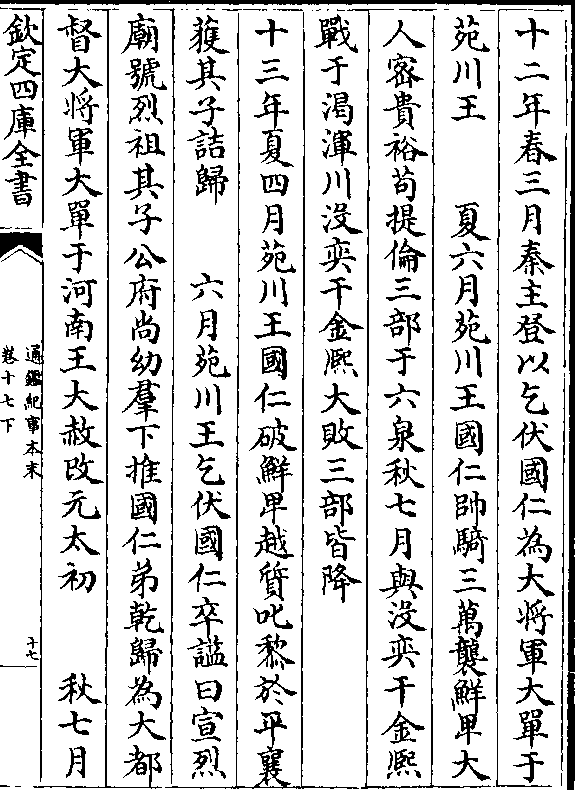 十二年春三月秦主登以乞伏國仁為大將軍大單于
苑川王　夏六月苑川王國仁帥騎三萬襲鮮卑大
人密貴裕苟提倫三部于六泉秋七月與沒奕干金熈
戰于渇渾川沒奕干金熈大敗三部皆降
十三年夏四月苑川王國仁破鮮卑越質叱黎於平襄
獲其子詰歸　六月苑川王乞伏國仁卒諡曰宣烈
廟號烈祖其子公府尚幼羣下推國仁弟乾歸為大都
督大將軍大單于河南王大赦改元太初　秋七月
欽定四庫全書
通鑑紀事本末
卷十七下
十七